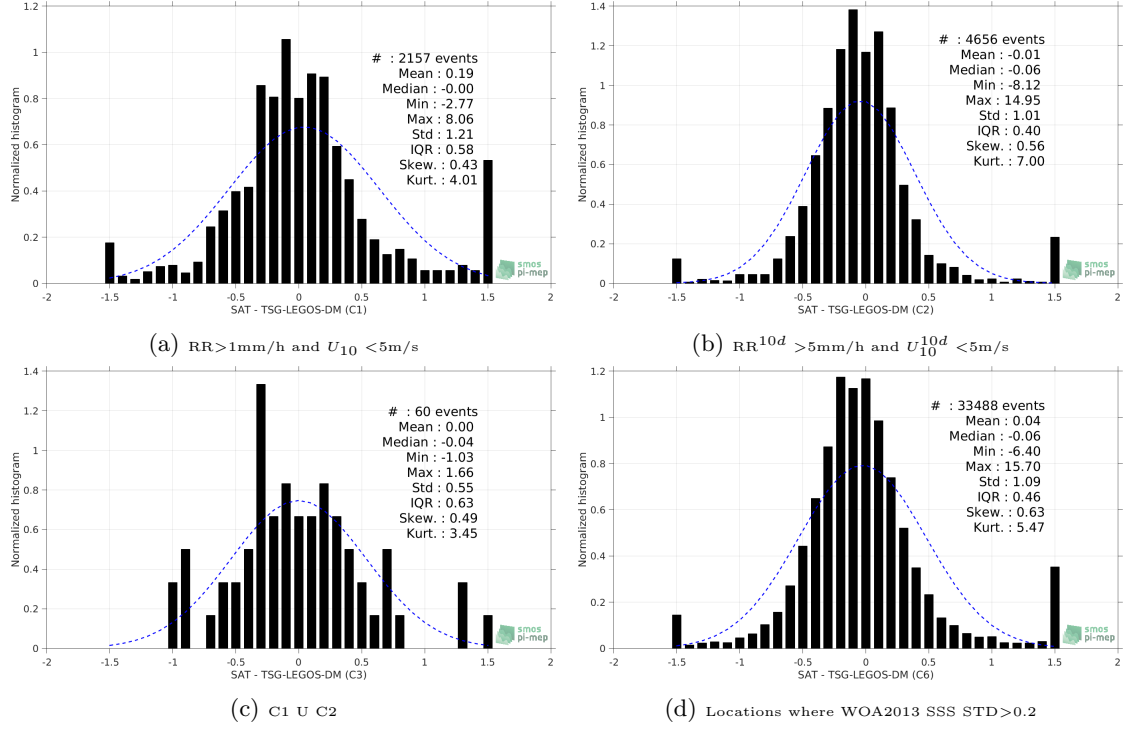 1.2
1
0.8
0.6
0.4
0.2
0
-2
-1.5
-1
-0.5
0
0.5
1
1.5
2
Normalized histogram
SAT - TSG-LEGOS-DM (C1)
# : 2157 events
Mean : 0.19
Median : -0.00
Min : -2.77
Max : 8.06
Std : 1.21
IQR : 0.58
Skew. : 0.43
Kurt. : 4.01
smos
pi-mep
(a) RR>1mm/h and U10 <5m/s
1.4
1.2
1
0.8
0.6
0.4
0.2
0
-2
-1.5
-1
-0.5
0
0.5
1
1.5
2
Normalized histogram
SAT - TSG-LEGOS-DM (C2)
# : 4656 events
Mean : -0.01
Median : -0.06
Min : -8.12
Max : 14.95
Std : 1.01
IQR : 0.40
Skew. : 0.56
Kurt. : 7.00
smos
pi-mep
(b) RR^10d >5mm/h and U10^10d <5m/s
1.4
1.2
1
0.8
0.6
0.4
0.2
0
-2
-1.5
-1
-0.5
0
0.5
1
1.5
2
Normalized histogram
SAT - TSG-LEGOS-DM (C3)
# : 60 events
Mean : 0.00
Median : -0.04
Min : -1.03
Max : 1.66
Std : 0.55
IQR : 0.63
Skew. : 0.49
Kurt. : 3.45
smos
pi-mep
(c) C1 U C2
1.2
1
0.8
0.6
0.4
0.2
0
-2
-1.5
-1
-0.5
0
0.5
1
1.5
2
Normalized histogram
SAT - TSG-LEGOS-DM (C6)
# : 33488 events
Mean : 0.04
Median : -0.06
Min : -6.40
Max : 15.70
Std : 1.09
IQR : 0.46
Skew. : 0.63
Kurt. : 5.47
smos
pi-mep
(d) Locations where WOA2013 SSS STD>0.2